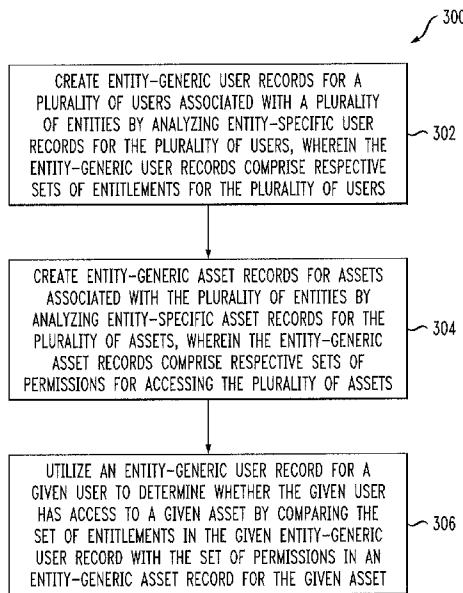 300
CREATE ENTITY-GENERIC USER RECORDS FOR A
PLURALITY OF USERS ASSOCIATED WITH A PLURALITY
OF ENTITIES BY ANALYZING ENTITY-SPECIFIC USER
RECORDS FOR THE PLURALITY OF USERS, WHEREIN THE
ENTITY-GENERIC USER RECORDS COMPRISE RESPECTIVE
SETS OF ENTITLEMENTS FOR THE PLURALITY OF USERS
302
CREATE ENTITY-GENERIC ASSET RECORDS FOR ASSETS
ASSOCIATED WITH THE PLURALITY OF ENTITIES BY
ANALYZING ENTITY-SPECIFIC ASSET RECORDS FOR THE
PLURALITY OF ASSETS, WHEREIN THE ENTITY-GENERIC
ASSET RECORDS COMPRISE RESPECTIVE SETS OF
PERMISSIONS FOR ACCESSING THE PLURALITY OF ASSETS
304
UTILIZE AN ENTITY-GENERIC USER RECORD FOR A
GIVEN USER TO DETERMINE WHETHER THE GIVEN USER
HAS ACCESS TO A GIVEN ASSET BY COMPARING THE
SET OF ENTITLEMENTS IN THE GIVEN ENTITY-GENERIC
USER RECORD WITH THE SET OF PERMISSIONS IN AN
ENTITY-GENERIC ASSET RECORD FOR THE GIVEN ASSET
306